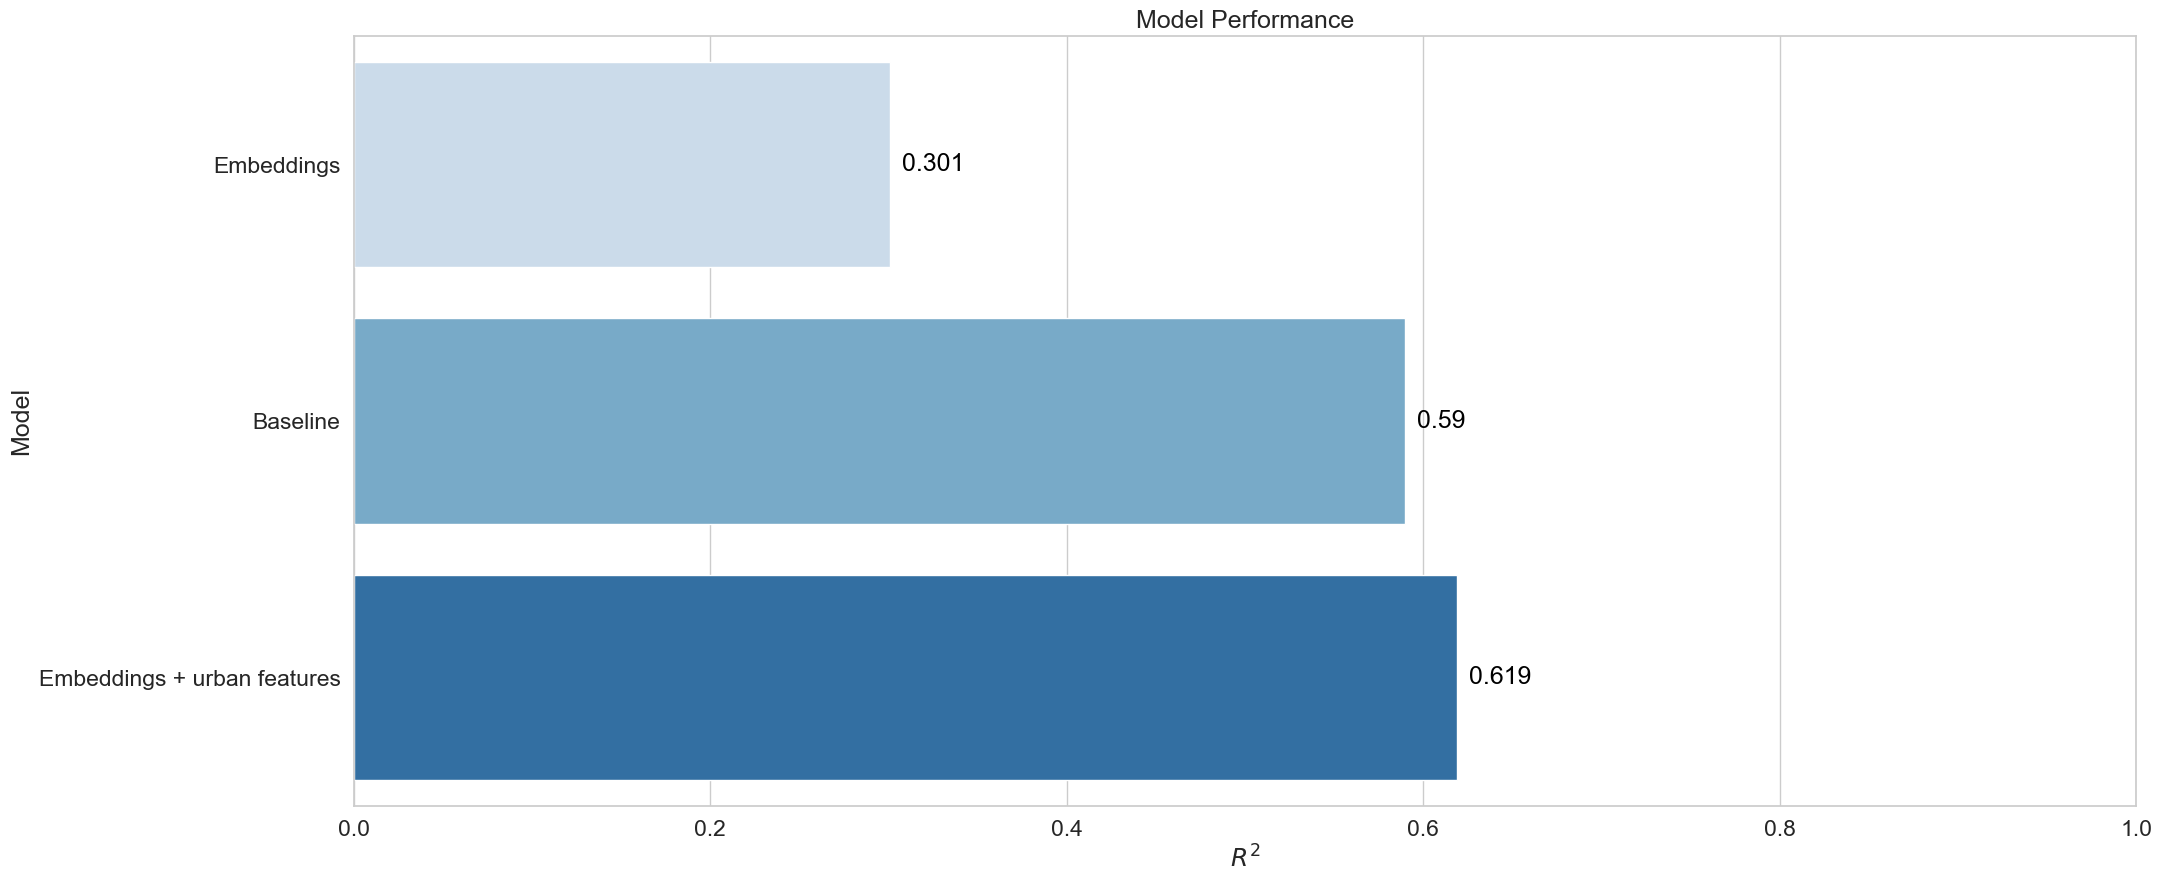 Model Performance
Model
Embeddings
0.301
Baseline
0.59
Embeddings + urban features
0.619
0.0 0.2 0.4 0.6 0.8 1.0
R²